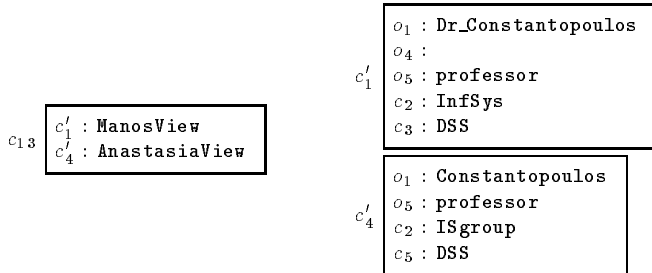 c₁₃
c′₁ : ManosView
c′₄ : AnastasiaView
c′₁
o₁ : Dr_Constantopoulos
o₄ :
o₅ : professor
c₂ : InfSys
c₃ : DSS
c′₄
o₁ : Constantopoulos
o₅ : professor
c₂ : ISgroup
c₅ : DSS